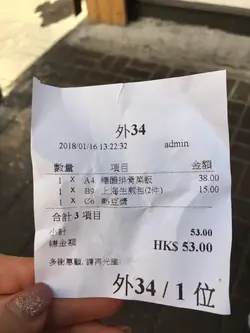 外34
2018/01/16 13:22:32 admin
數量 項目 金額
1 X A4 糖醋排骨菜飯 38.00
1 X B9 上海生煎包(2件) 15.00
1 X C6 熱豆漿
合計 3 項目
小計 53.00
總金額 HK$ 53.00
多謝惠顧, 請再光臨!
外34 / 1 位